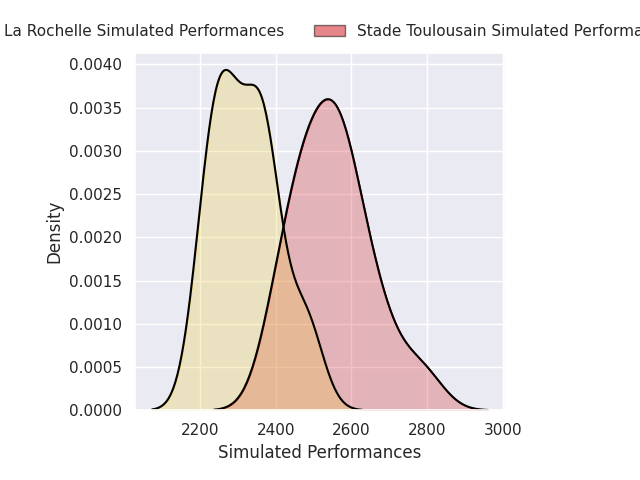 La Rochelle Simulated Performances
Stade Toulousain Simulated
0.0040
0.0035
0.0030
0.0025
0.0020
0.0015
0.0010
0.0005
0.0000
Density
2200 2400 2600 2800 3000
Simulated Performances